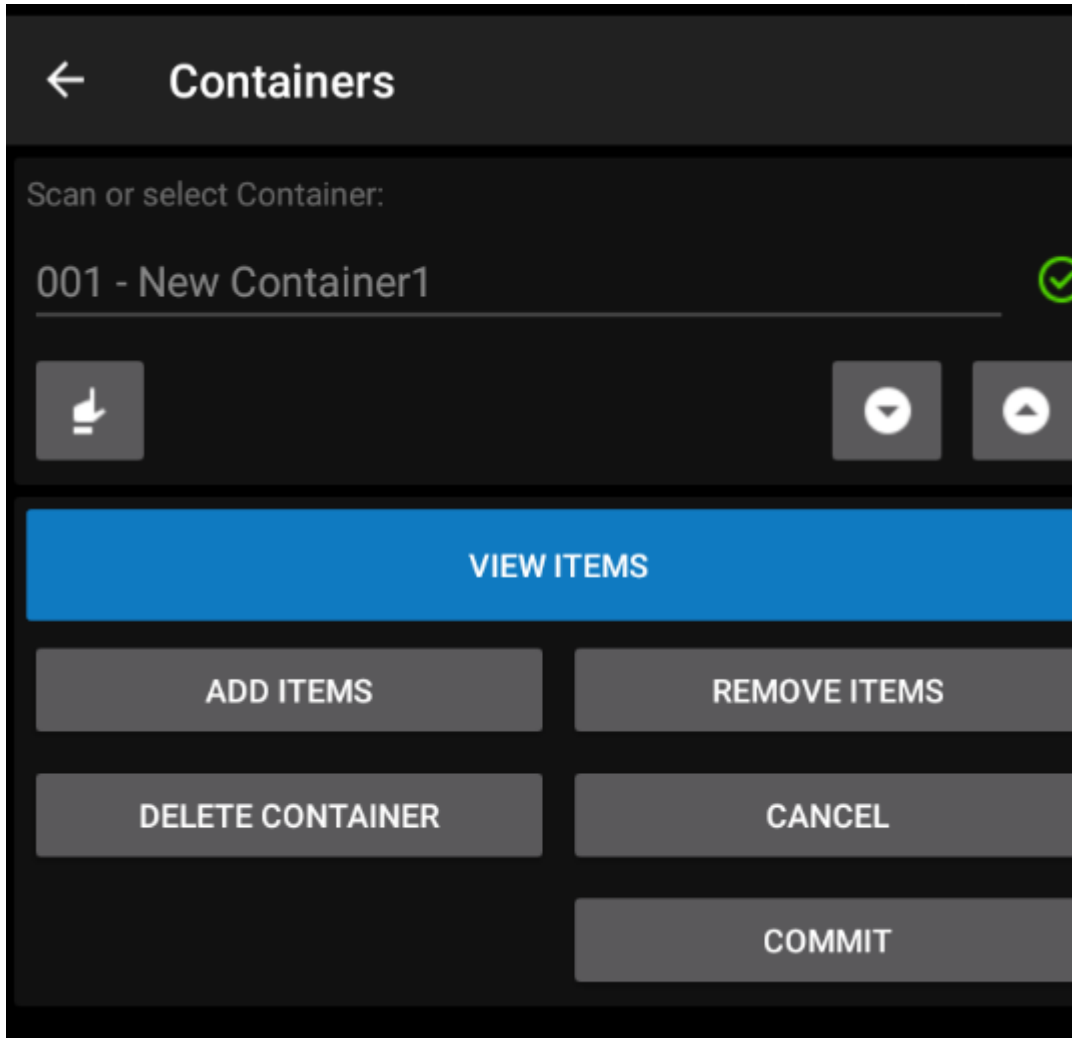 Containers
Scan or select Container:
001 - New Container1
VIEW ITEMS
ADD ITEMS
REMOVE ITEMS
DELETE CONTAINER
CANCEL
COMMIT